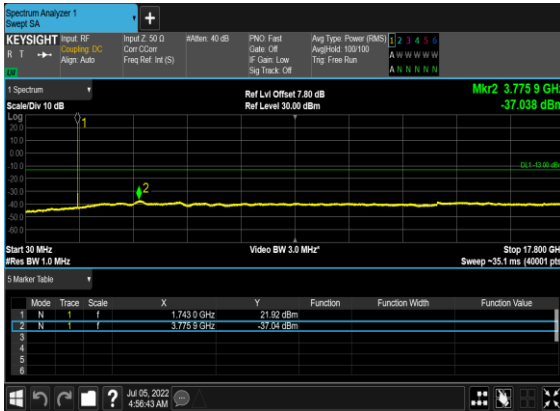 Spectrum Analyzer 1
Swept SA
+
KEYSIGHT Input: RF Input Z: 50 Ω #Atten: 40 dB PNO: Fast Avg Type: Power (RMS) 1 2 3 4 5 6
R T Coupling: DC Corr CCorr Gate: Off Avg|Hold: 100/100 A W W W W W
Align: Auto Freq Ref: Int (S) IF Gain: Low Trig: Free Run
Sig Track: Off A N N N N N
1 Spectrum Ref Lvl Offset 7.80 dB Mkr2 3.775 9 GHz
Scale/Div 10 dB Ref Level 30.00 dBm -37.038 dBm
Log
20.0
10.0
0.00
-10.0
-20.0
-30.0
-40.0
-50.0
-60.0
1
2
DL1 -13.00 dBm
Start 30 MHz Video BW 3.0 MHz* Stop 17.800 GHz
#Res BW 1.0 MHz Sweep ~35.1 ms (40001 pts)
5 Marker Table
Mode Trace Scale X Y Function Function Width Function Value
1 N 1 f 1.743 0 GHz 21.92 dBm
2 N 1 f 3.775 9 GHz -37.04 dBm
3
4
5
6
? Jul 05, 2022
4:56:43 AM